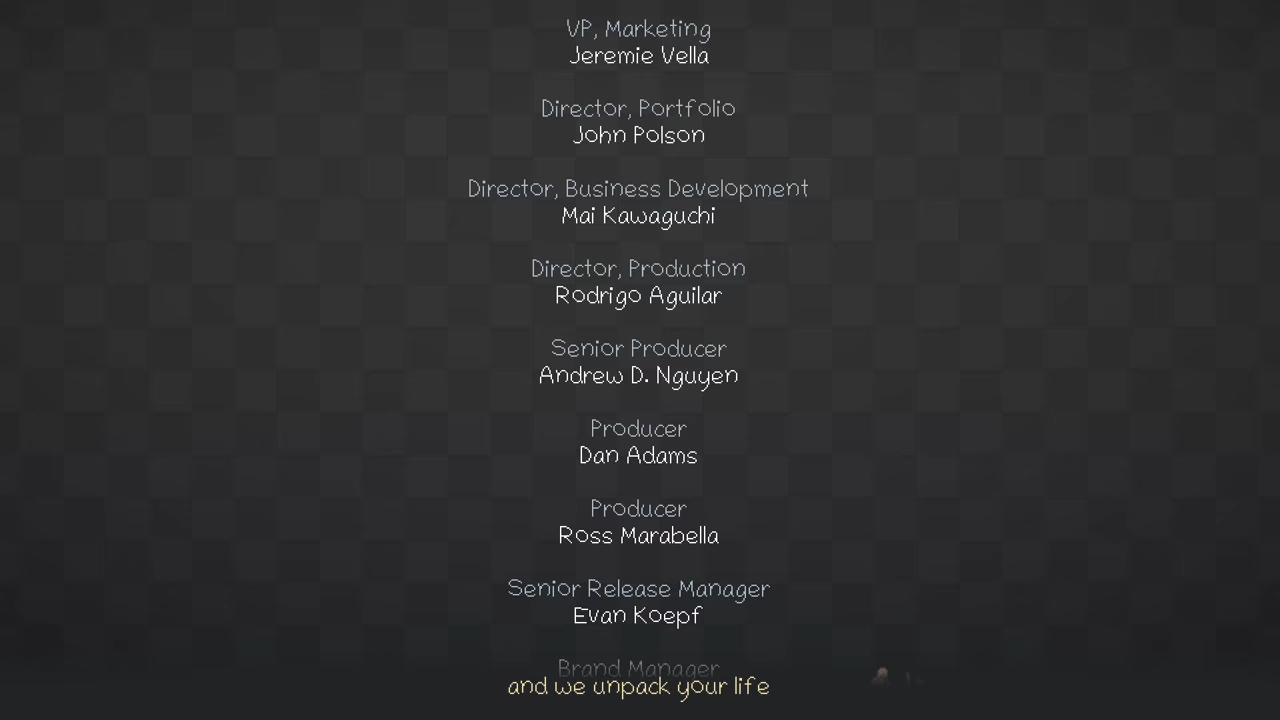 VP, Marketing
Jeremie Vella
Director, Portfolio
John Polson
Director, Business Development
Mai Kawaguchi
Director, Production
Rodrigo Aguilar
Senior Producer
Andrew D. Nguyen
Producer
Dan Adams
Producer
Ross Marabella
Senior Release Manager
Evan Koepf
Brand Manager
and we unpack your life